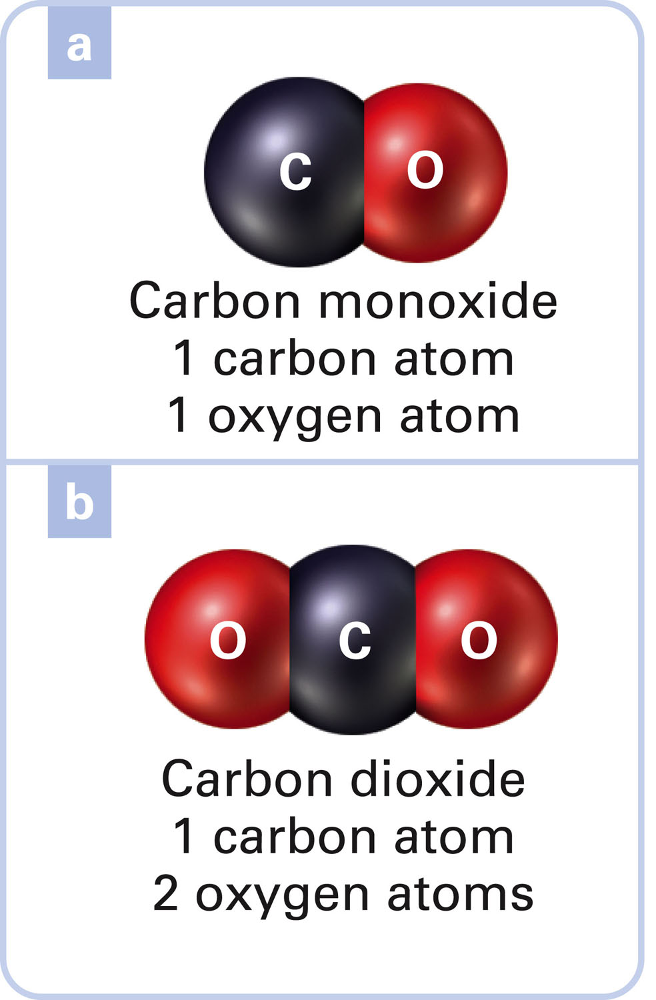 a
C O
Carbon monoxide
1 carbon atom
1 oxygen atom
b
O C O
Carbon dioxide
1 carbon atom
2 oxygen atoms